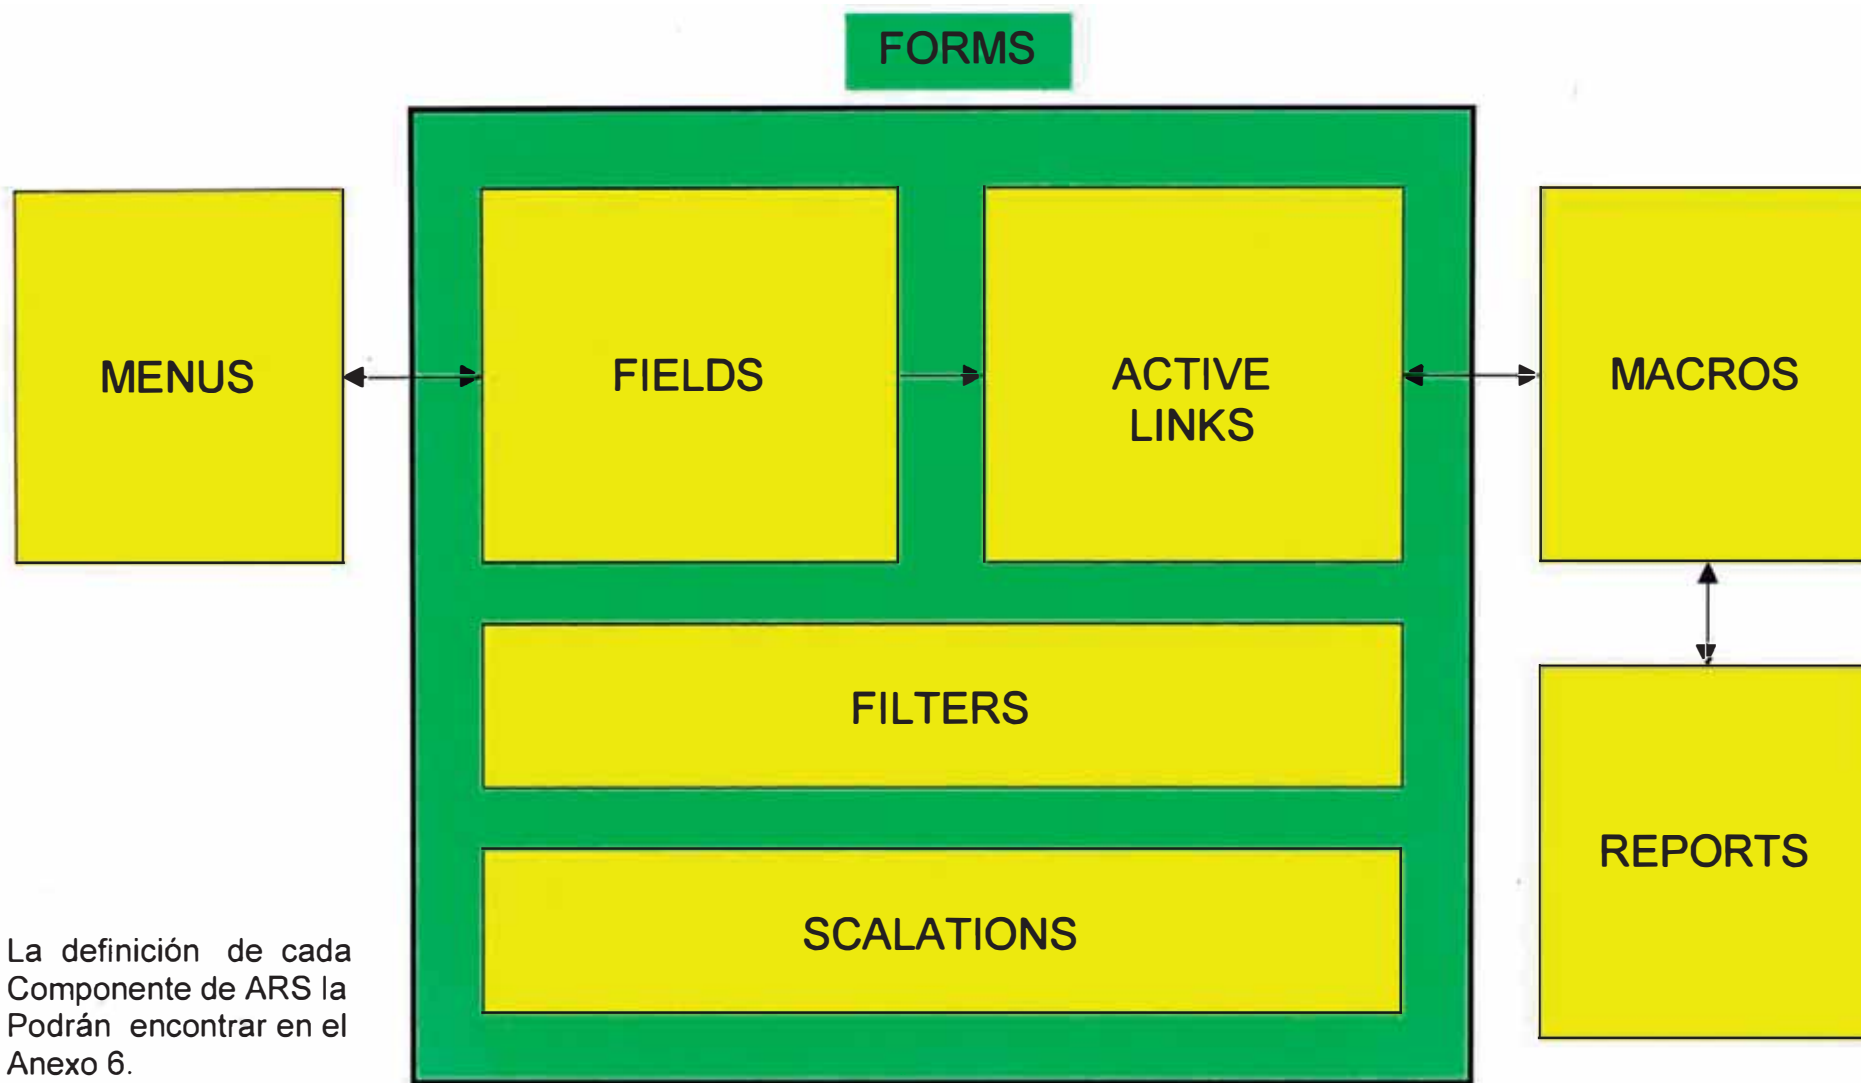 FORMS
MENUS
FIELDS
ACTIVE
LINKS
MACROS
FILTERS
REPORTS
SCALATIONS
La definición de cada
Componente de ARS la
Podrán encontrar en el
Anexo 6.